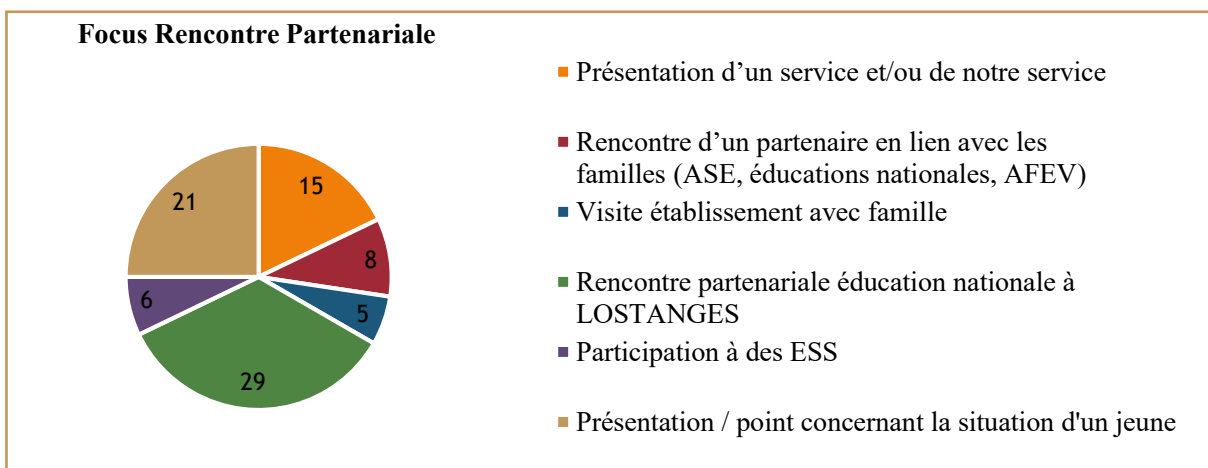 Focus Rencontre Partenariale
15
8
5
29
6
21
Présentation d’un service et/ou de notre service
Rencontre d’un partenaire en lien avec les
familles (ASE, éducations nationales, AFEV)
Visite établissement avec famille
Rencontre partenariale éducation nationale à
LOSTANGES
Participation à des ESS
Présentation / point concernant la situation d'un jeune